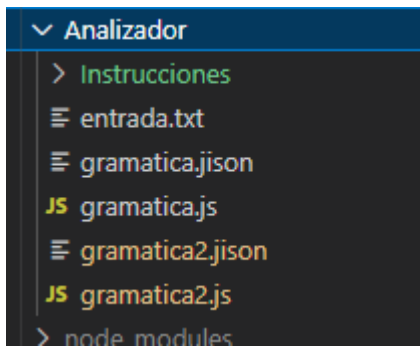 Analizador
Instrucciones
entrada.txt
gramatica.jison
JS gramatica.js
gramatica2.jison
JS gramatica2.js
node_modules